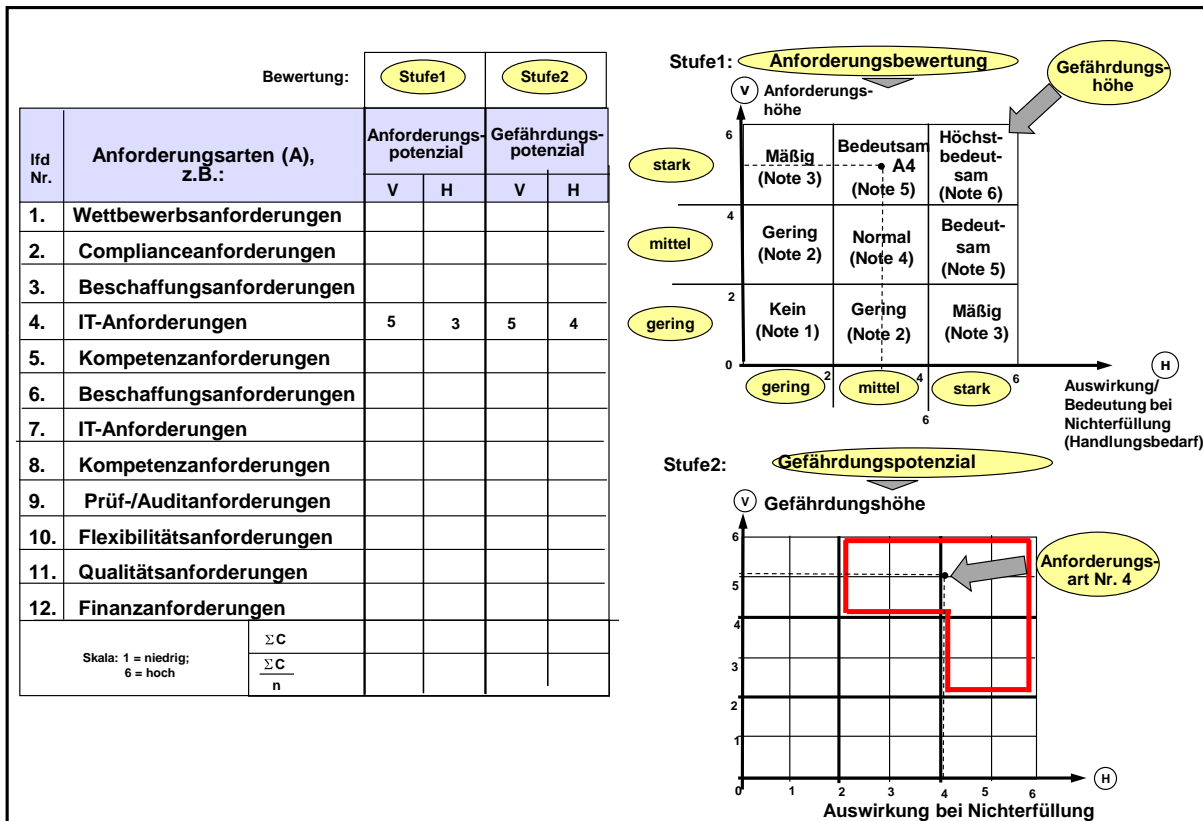 Bewertung: Stufe1 Stufe2
lfd Nr. Anforderungsarten (A), z.B.: Anforderungs- potenzial Gefährdungs- potenzial
V H V H
1. Wettbewerbsanforderungen
2. Complianceanforderungen
3. Beschaffungsanforderungen
4. IT-Anforderungen 5 3 5 4
5. Kompetenzanforderungen
6. Beschaffungsanforderungen
7. IT-Anforderungen
8. Kompetenzanforderungen
9. Prüf-/Auditanforderungen
10. Flexibilitätsanforderungen
11. Qualitätsanforderungen
12. Finanzanforderungen
Skala: 1 = niedrig;
6 = hoch
Σ C
Σ C
n
Stufe1: Anforderungsbewertung
Gefährdungs-
höhe
V Anforderungs-
höhe
6
stark
Mäßig
(Note 3)
Bedeutsam
A4
(Note 5)
Höchst-
bedeut-
sam
(Note 6)
4
mittel
Gering
(Note 2)
Normal
(Note 4)
Bedeut-
sam
(Note 5)
2
gering
Kein
(Note 1)
Gering
(Note 2)
Mäßig
(Note 3)
0
2 4 6
H
gering mittel stark
6
Auswirkung/
Bedeutung bei
Nichterfüllung
(Handlungsbedarf)
Stufe2: Gefährdungspotenzial
V Gefährdungshöhe
6
Anforderungs-
art Nr. 4
5
4
3
2
1
0 1 2 3 4 5 6
H
Auswirkung bei Nichterfüllung